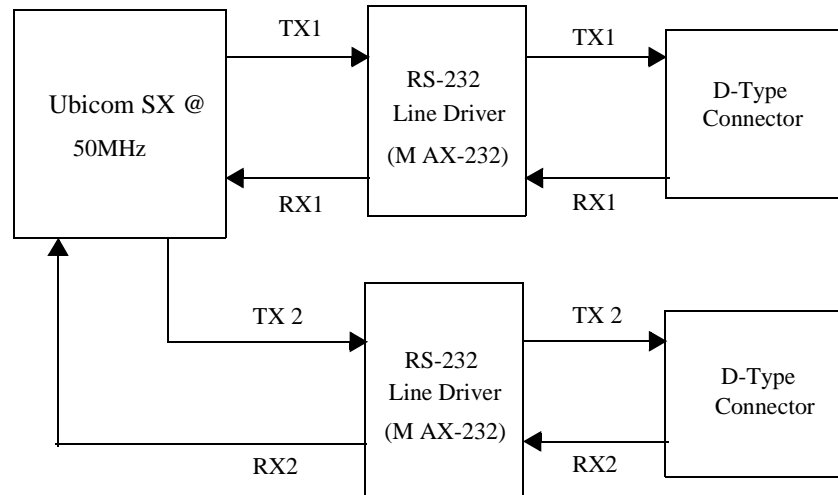 TX1
TX1
Ubicom SX @
50MHz
RS-232
Line Driver
(M AX-232)
D-Type
Connector
RX1
RX1
TX 2
TX 2
RS-232
Line Driver
(M AX-232)
D-Type
Connector
RX2
RX2